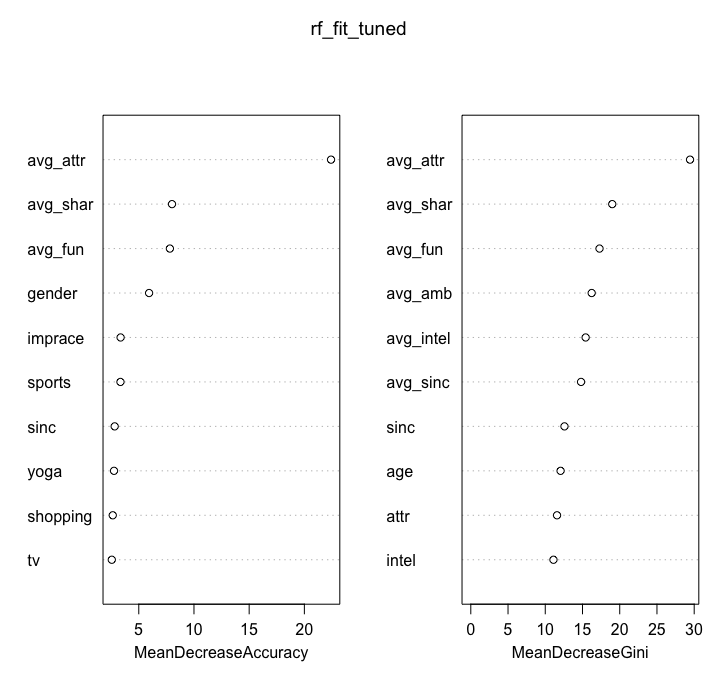 rf_fit_tuned
avg_attr
avg_shar
avg_fun
gender
imprace
sports
sinc
yoga
shopping
tv
5 10 15 20
MeanDecreaseAccuracy
avg_attr
avg_shar
avg_fun
avg_amb
avg_intel
avg_sinc
sinc
age
attr
intel
0 5 10 15 20 25 30
MeanDecreaseGini